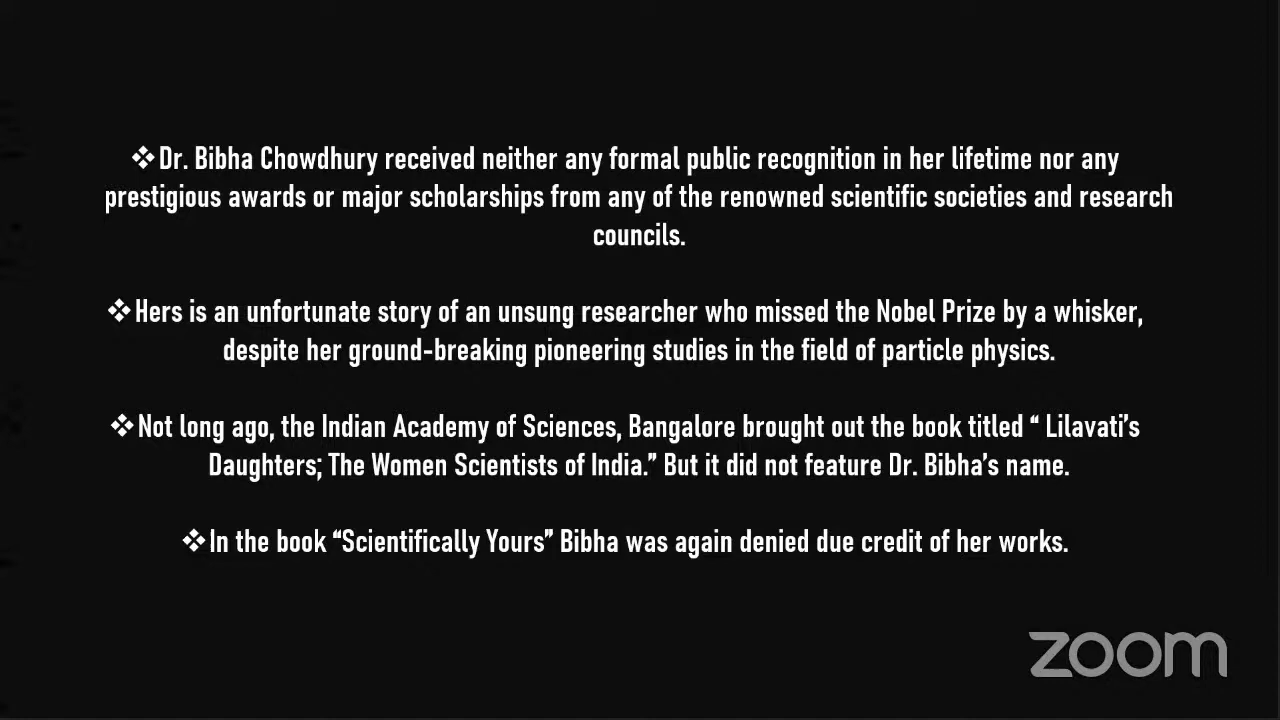 ❖Dr. Bibha Chowdhury received neither any formal public recognition in her lifetime nor any
prestigious awards or major scholarships from any of the renowned scientific societies and research
councils.
❖Hers is an unfortunate story of an unsung researcher who missed the Nobel Prize by a whisker,
despite her ground-breaking pioneering studies in the field of particle physics.
❖Not long ago, the Indian Academy of Sciences, Bangalore brought out the book titled “ Lilavati’s
Daughters; The Women Scientists of India.” But it did not feature Dr. Bibha’s name.
❖In the book “Scientifically Yours” Bibha was again denied due credit of her works.
zoom